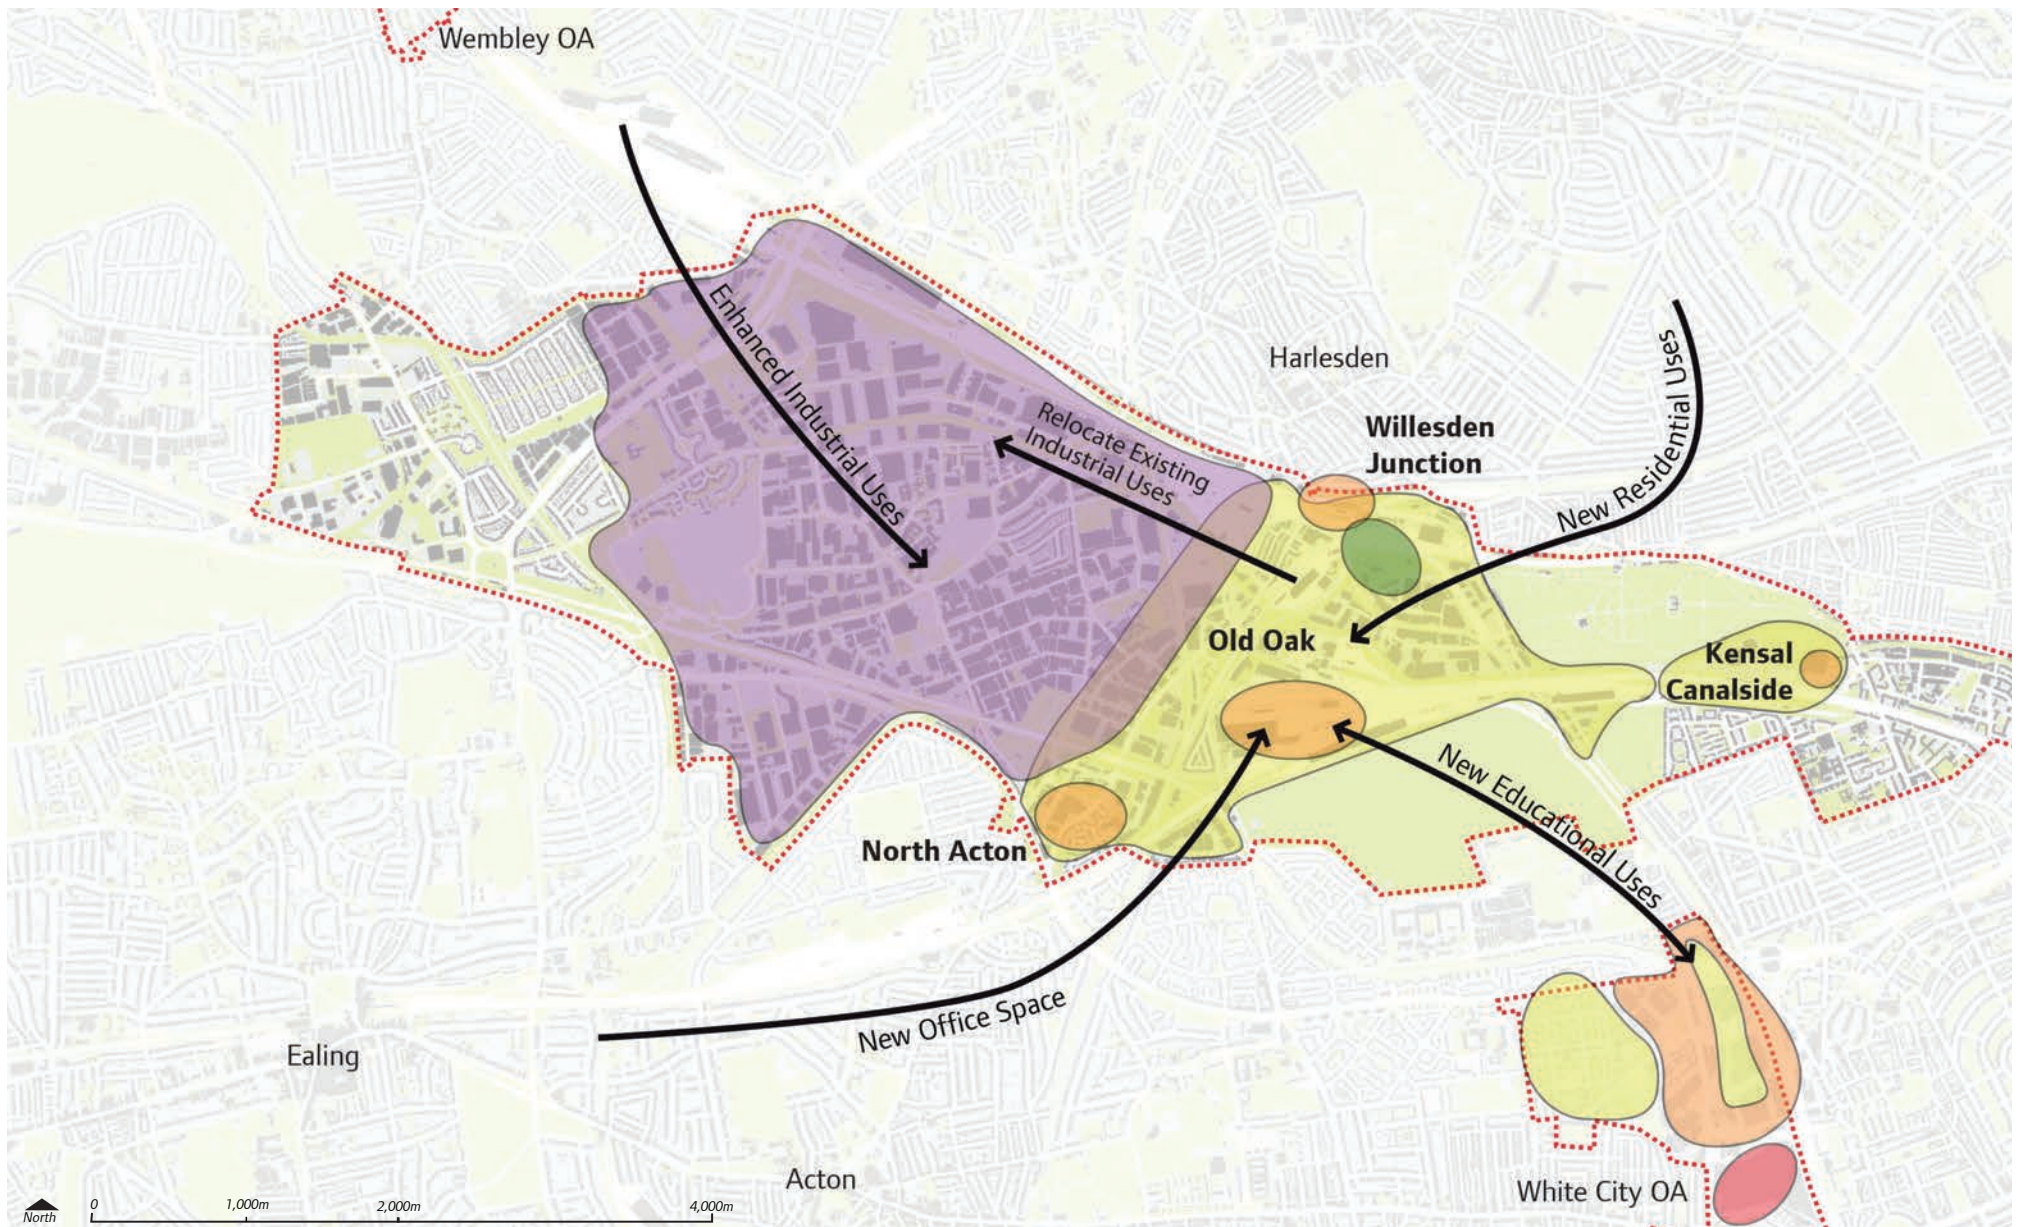 Wembley OA
Enhanced Industrial Uses
Relocate Existing
Industrial Uses
Harlesden
Willesden
Junction
New Residential Uses
Old Oak
Kensal
Canalside
North Acton
New Educational Uses
New Office Space
Ealing
Acton
White City OA
North
0
1,000m
2,000m
4,000m